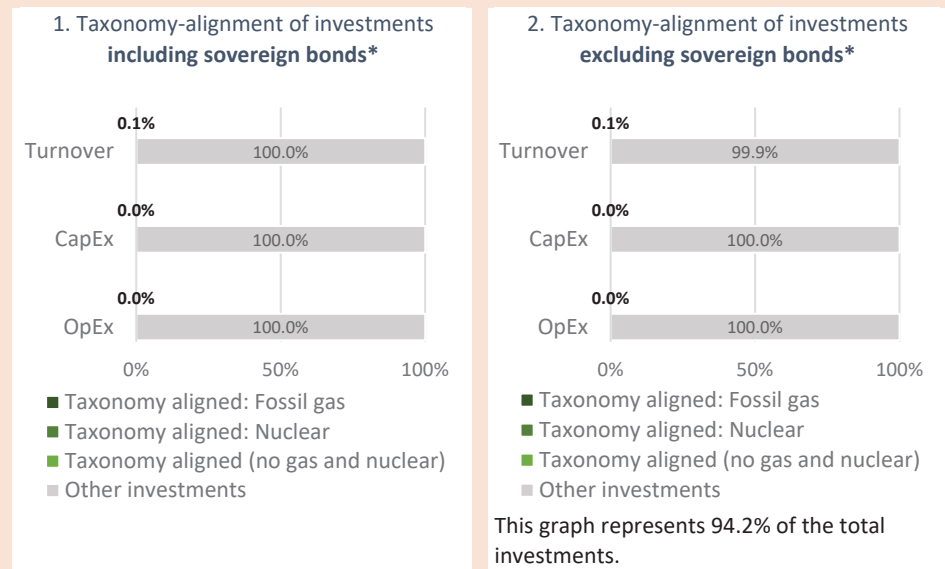 1. Taxonomy-alignment of investments
including sovereign bonds*
0.1%
Turnover 100.0%
0.0%
CapEx 100.0%
0.0%
OpEx 100.0%
0% 50% 100%
Taxonomy aligned: Fossil gas
Taxonomy aligned: Nuclear
Taxonomy aligned (no gas and nuclear)
Other investments
2. Taxonomy-alignment of investments
excluding sovereign bonds*
0.1%
Turnover 99.9%
0.0%
CapEx 100.0%
0.0%
OpEx 100.0%
0% 50% 100%
Taxonomy aligned: Fossil gas
Taxonomy aligned: Nuclear
Taxonomy aligned (no gas and nuclear)
Other investments
This graph represents 94.2% of the total
investments.